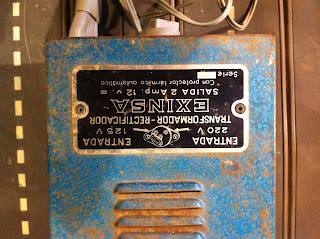 ENTRADA ENTRADA
220 V 125 V
TRANSFORMADOR - RECTIFICADOR
EXINSA
SALIDA 2 Amp. 12 v. =
Con protector térmico automático
Serie